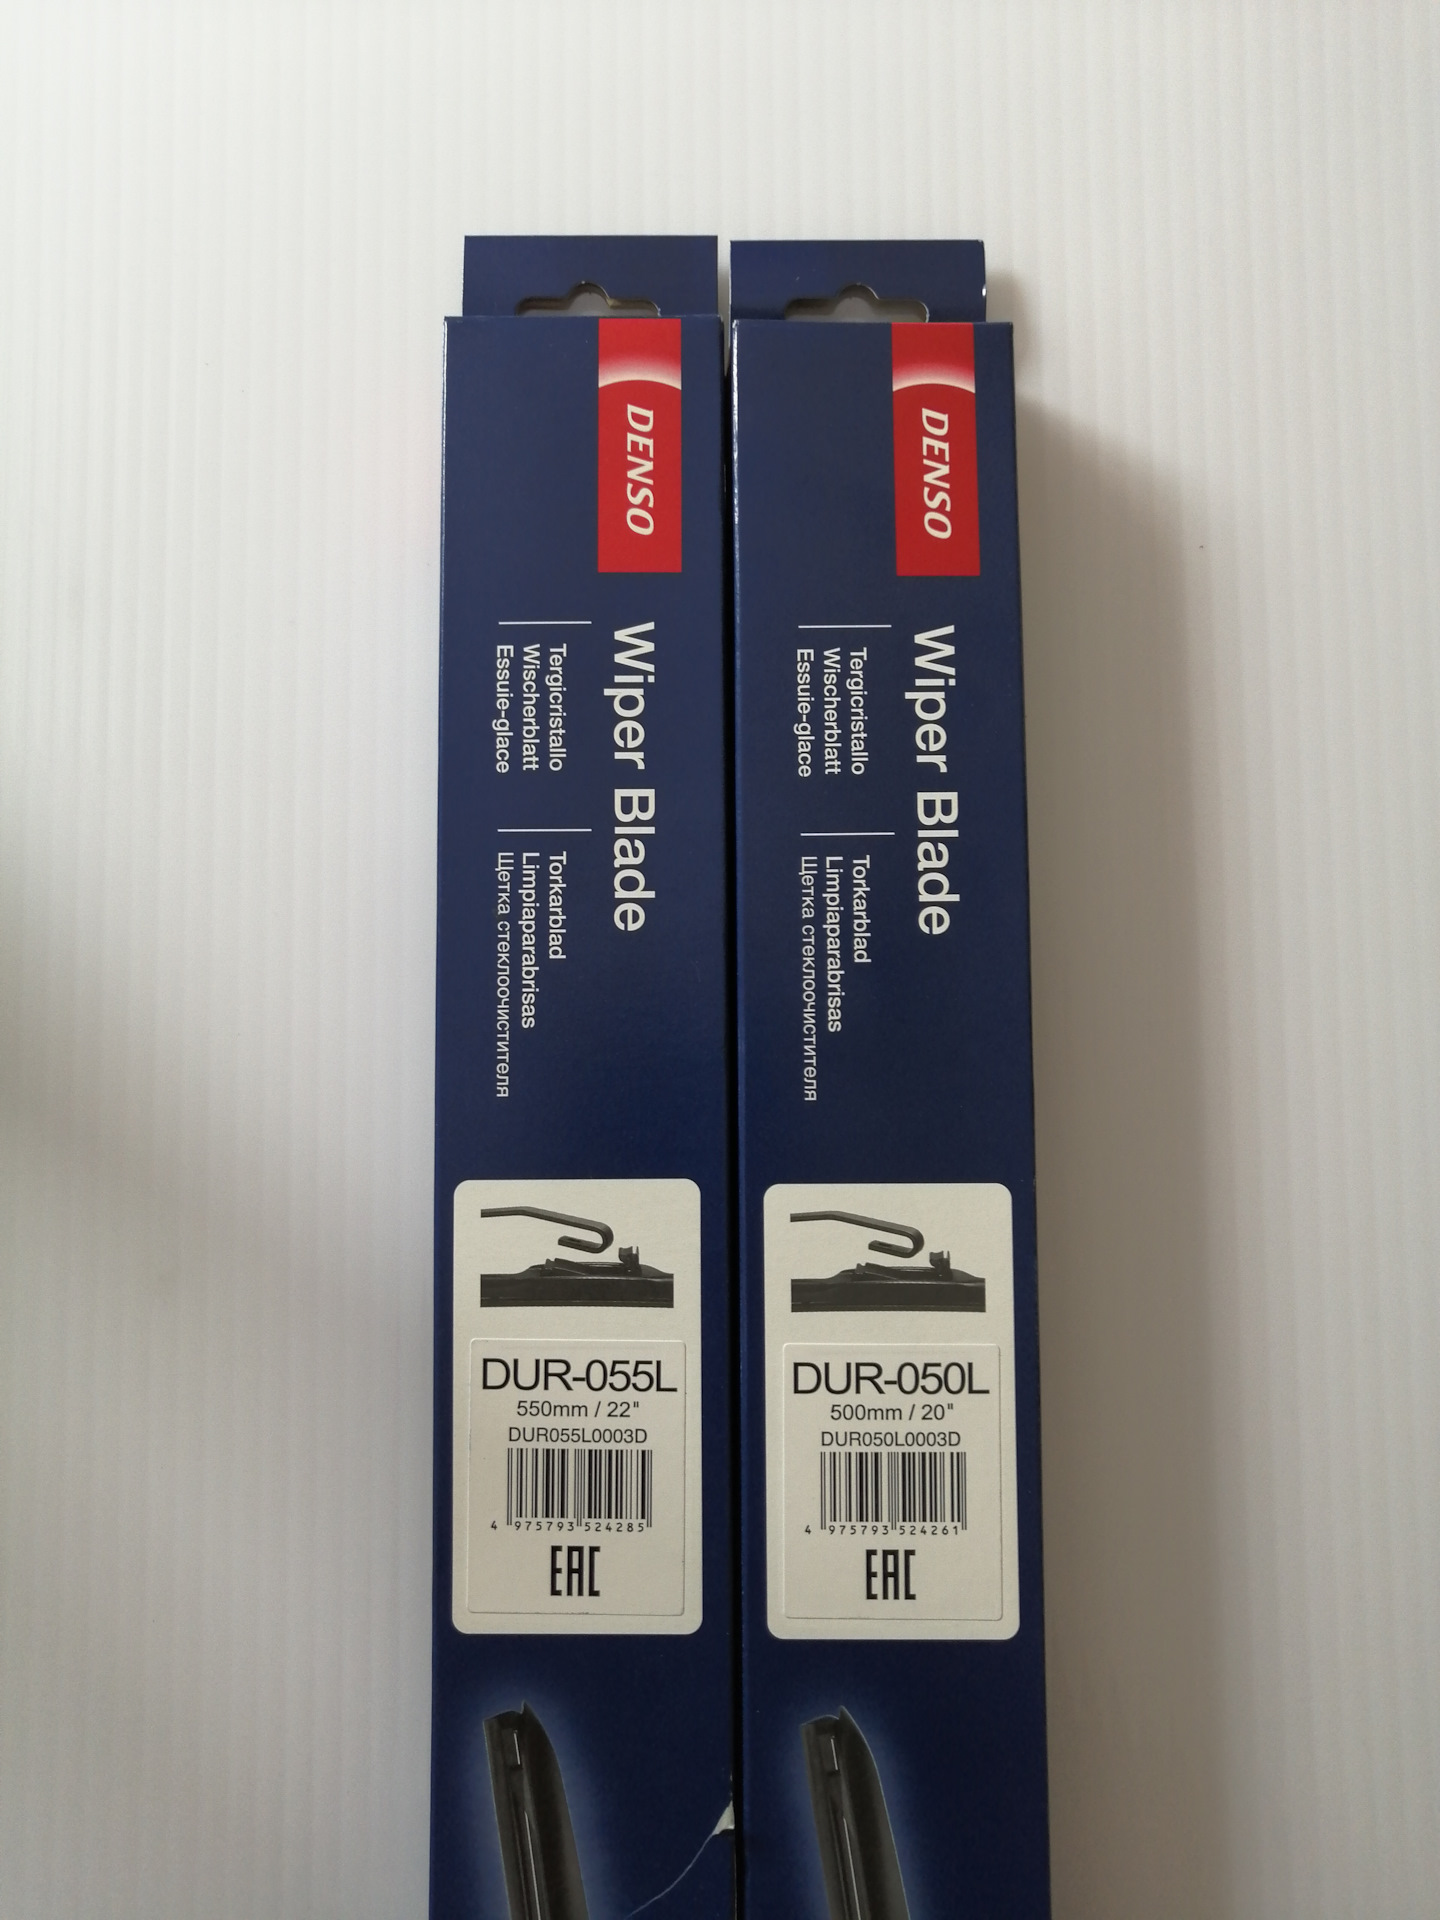 DENSO
Wiper Blade
Tergicristallo
Wischerblatt
Essuie-glace
Torkarblad
Limpiaparabrisas
Щетка стеклоочистителя
DUR-055L
550mm / 22"
DUR055L0003D
4 975793 524285
EAC
DENSO
Wiper Blade
Tergicristallo
Wischerblatt
Essuie-glace
Torkarblad
Limpiaparabrisas
Щетка стеклоочистителя
DUR-050L
500mm / 20"
DUR050L0003D
4 975793 524261
EAC